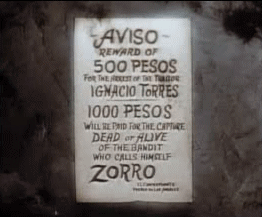 -AVISO-
REWARD OF
500 PESOS
FOR THE ARREST OF THE TRAITOR
IGNACIO TORRES
1000 PESOS
WILL BE PAID FOR THE CAPTURE
DEAD OR ALIVE
OF THE BANDIT
WHO CALLS HIMSELF
ZORRO